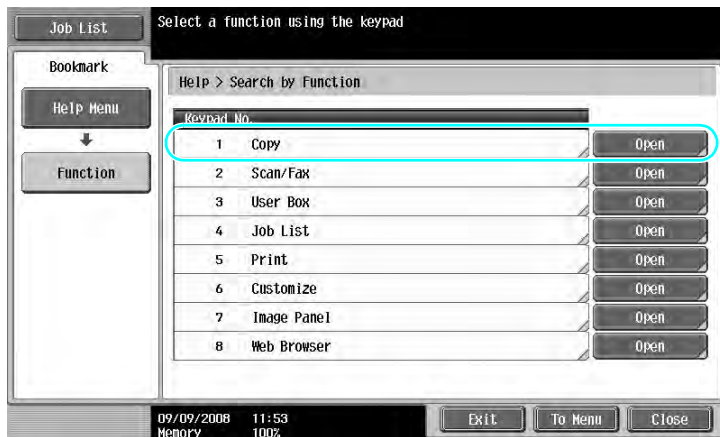 Job List
Select a function using the keypad
Bookmark
Help Menu
Function
Help > Search by Function
Keypad No.
1 Copy Open
2 Scan/Fax Open
3 User Box Open
4 Job List Open
5 Print Open
6 Customize Open
7 Image Panel Open
8 Web Browser Open
09/09/2008 11:53
Memory 100%
Exit To Menu Close